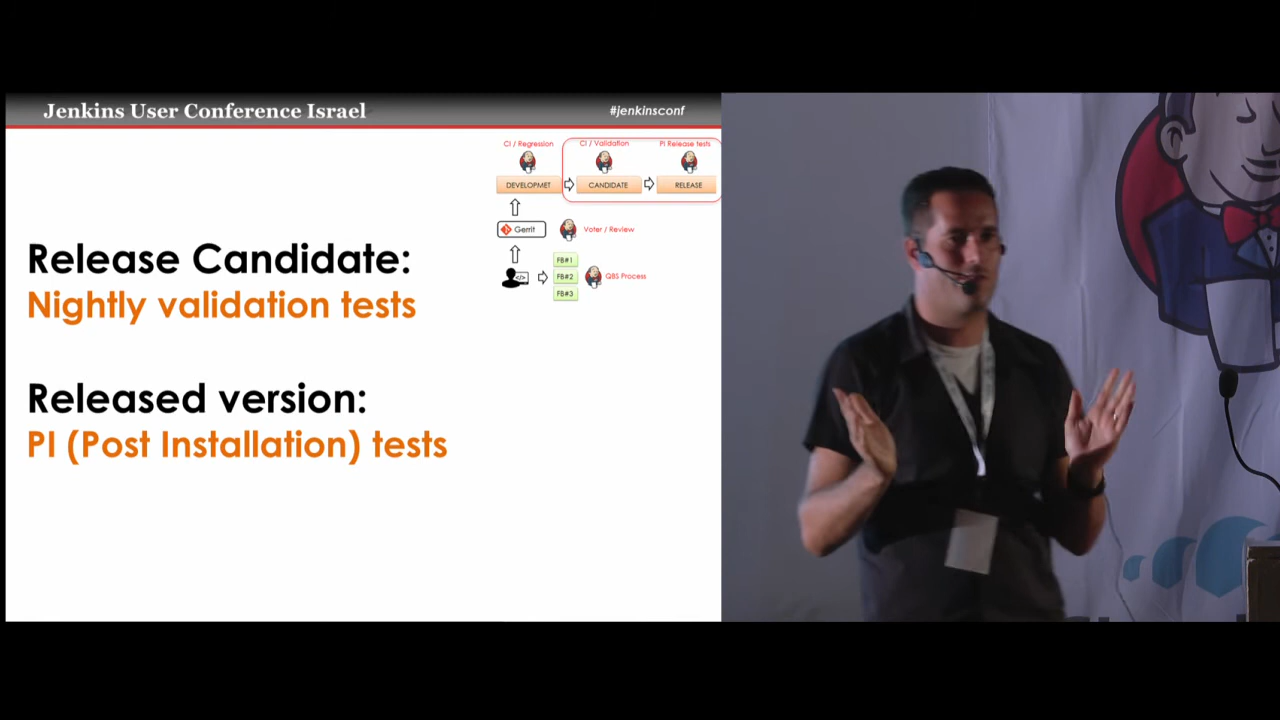 Jenkins User Conference Israel
#jenkinsconf
CI / Regression
CI / Validation
PI Release tests
DEVELOPMET
CANDIDATE
RELEASE
Gerrit
Voter / Review
</>
FB#1
FB#2
FB#3
QBS Process
Release Candidate:
Nightly validation tests
Released version:
PI (Post Installation) tests